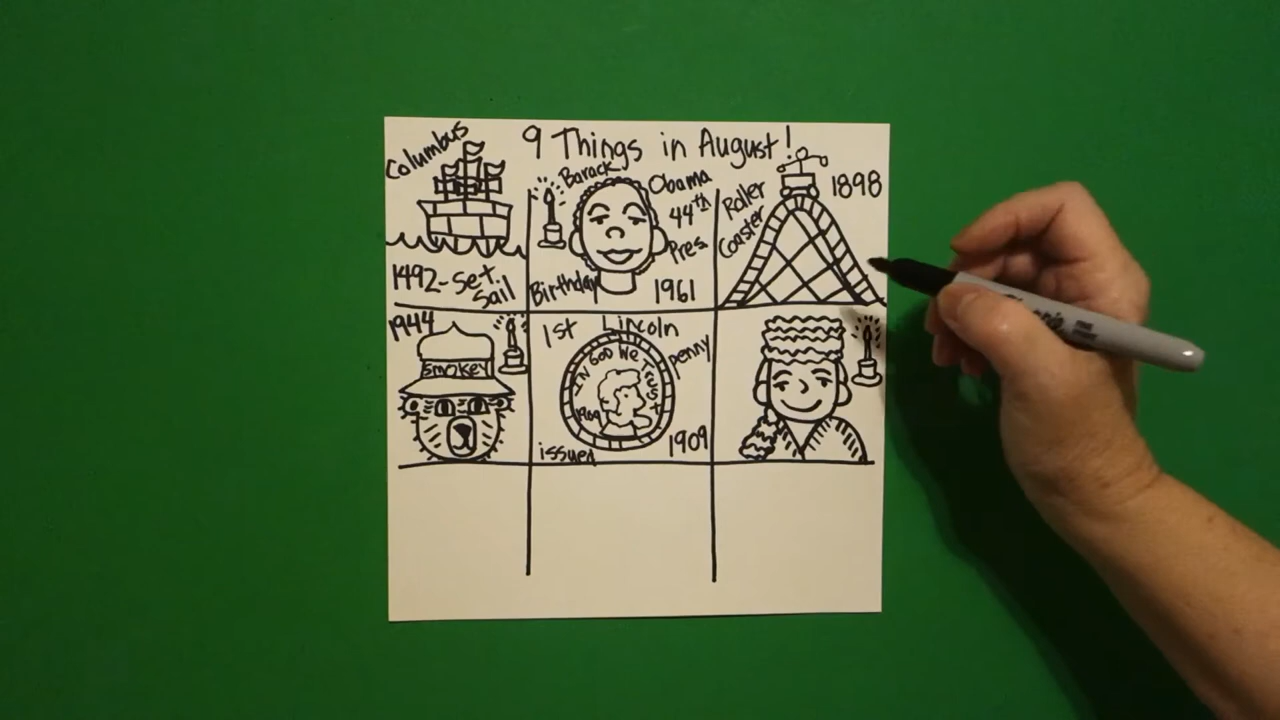 9 Things in August!
Columbus
1492-Set
Sail
Barack
Obama
44th
Pres.
Birthday
1961
Roller
Coaster
1898
1944
SMOKEY
1st Lincoln
penny
IN GOD WE TRUST
1909
issued
1909